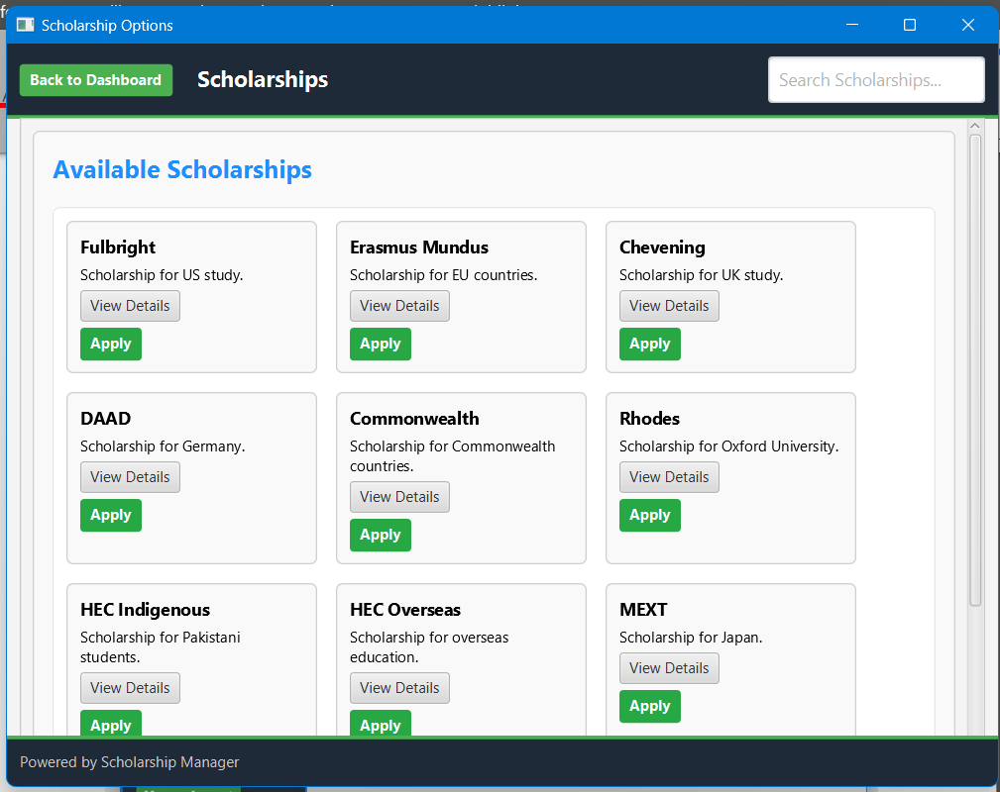 Scholarship Options
Back to Dashboard
Scholarships
Search Scholarships...
Available Scholarships
Fulbright
Scholarship for US study.
View Details
Apply
Erasmus Mundus
Scholarship for EU countries.
View Details
Apply
Chevening
Scholarship for UK study.
View Details
Apply
DAAD
Scholarship for Germany.
View Details
Apply
Commonwealth
Scholarship for Commonwealth
countries.
View Details
Apply
Rhodes
Scholarship for Oxford University.
View Details
Apply
HEC Indigenous
Scholarship for Pakistani
students.
View Details
Apply
HEC Overseas
Scholarship for overseas
education.
View Details
Apply
MEXT
Scholarship for Japan.
View Details
Apply
Powered by Scholarship Manager